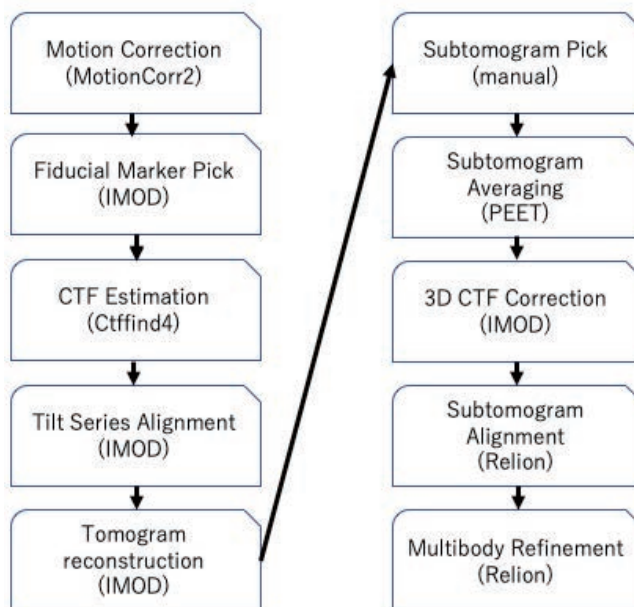 Motion Correction
(MotionCorr2)
Fiducial Marker Pick
(IMOD)
CTF Estimation
(Ctffind4)
Tilt Series Alignment
(IMOD)
Tomogram
reconstruction
(IMOD)
Subtomogram Pick
(manual)
Subtomogram
Averaging
(PEET)
3D CTF Correction
(IMOD)
Subtomogram
Alignment
(Relion)
Multibody Refinement
(Relion)